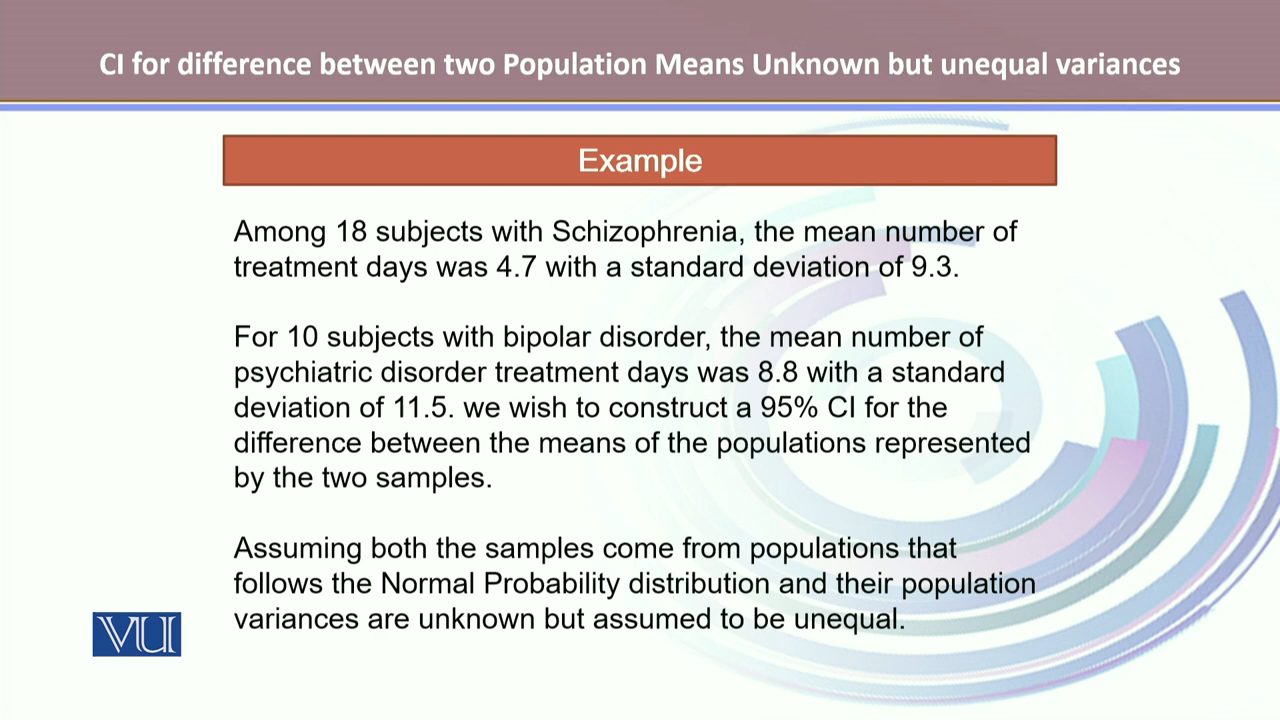 CI for difference between two Population Means Unknown but unequal variances
Example
Among 18 subjects with Schizophrenia, the mean number of
treatment days was 4.7 with a standard deviation of 9.3.
For 10 subjects with bipolar disorder, the mean number of
psychiatric disorder treatment days was 8.8 with a standard
deviation of 11.5. we wish to construct a 95% CI for the
difference between the means of the populations represented
by the two samples.
Assuming both the samples come from populations that
follows the Normal Probability distribution and their population
variances are unknown but assumed to be unequal.
VU